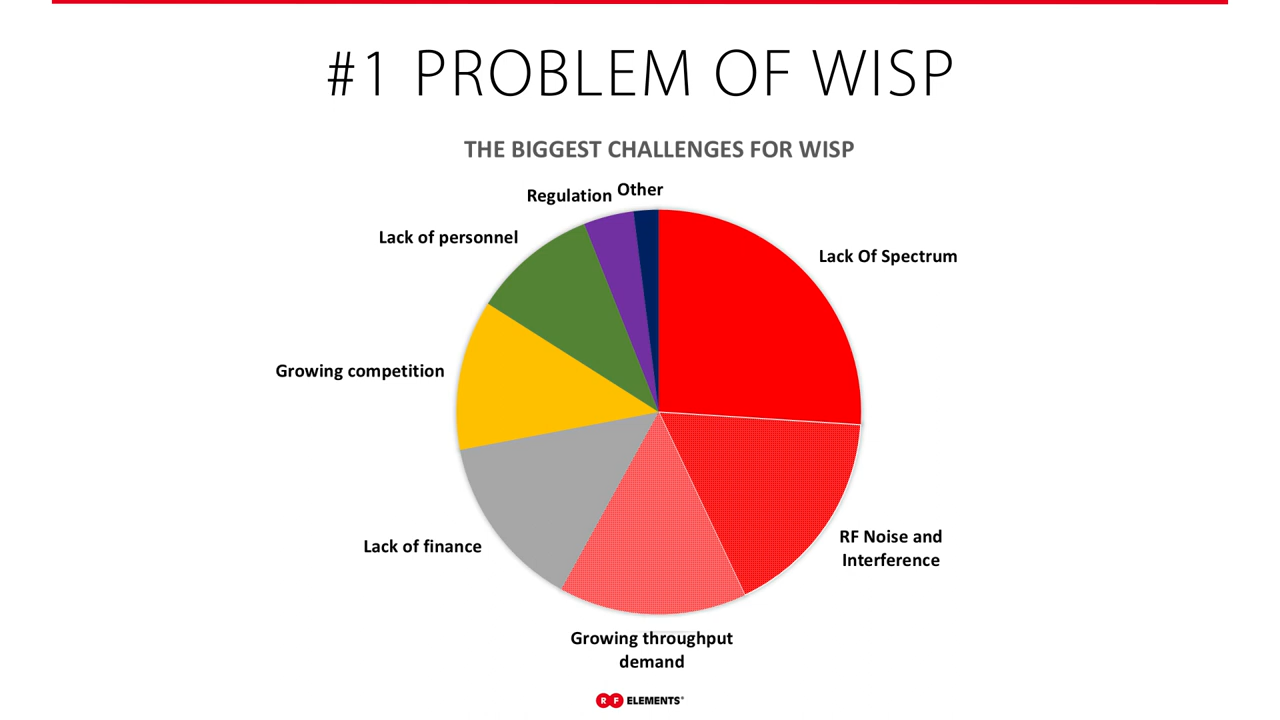 #1 PROBLEM OF WISP
THE BIGGEST CHALLENGES FOR WISP
Regulation
Other
Lack of personnel
Lack Of Spectrum
Growing competition
RF Noise and
Interference
Lack of finance
Growing throughput
demand
RF ELEMENTS®